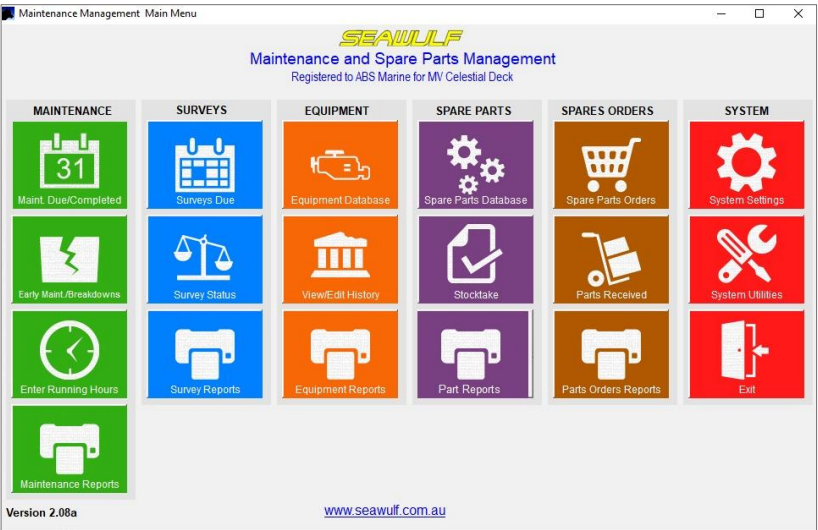 Maintenance Management Main Menu
SEAWULF
Maintenance and Spare Parts Management
Registered to ABS Marine for MV Celestial Deck
MAINTENANCE
SURVEYS
EQUIPMENT
SPARE PARTS
SPARES ORDERS
SYSTEM
31
Maint. Due/Completed
Surveys Due
Equipment Database
Spare Parts Database
Spare Parts Orders
System Settings
Early Maint./Breakdowns
Survey Status
View/Edit History
Stocktake
Parts Received
System Utilities
Enter Running Hours
Survey Reports
Equipment Reports
Part Reports
Parts Orders Reports
Exit
Maintenance Reports
Version 2.08a
www.seawulf.com.au